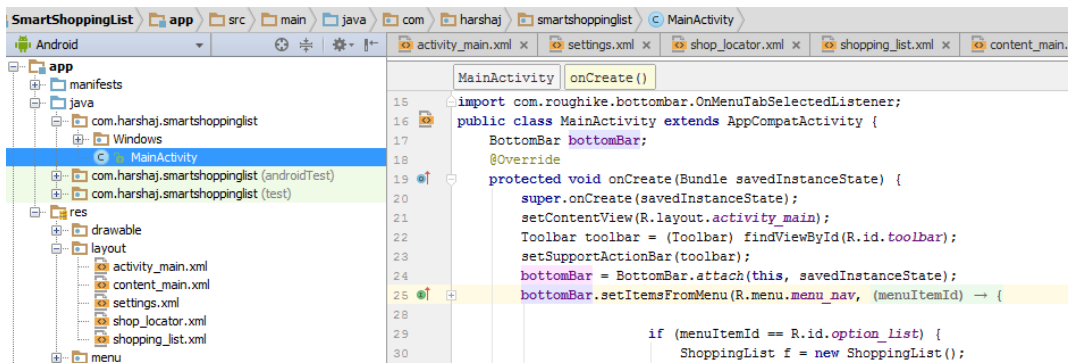 SmartShoppingList app src main java com harshaj smartshoppinglist MainActivity
Android
activity_main.xml settings.xml shop_locator.xml shopping_list.xml content_main.
app
manifests
java
com.harshaj.smartshoppinglist
Windows
MainActivity
com.harshaj.smartshoppinglist (androidTest)
com.harshaj.smartshoppinglist (test)
res
drawable
layout
activity_main.xml
content_main.xml
settings.xml
shop_locator.xml
shopping_list.xml
menu
MainActivity onCreate()
15 import com.roughike.bottombar.OnMenuTabSelectedListener;
16 public class MainActivity extends AppCompatActivity {
17 BottomBar bottomBar;
18 @Override
19 protected void onCreate(Bundle savedInstanceState) {
20 super.onCreate(savedInstanceState);
21 setContentView(R.layout.activity_main);
22 Toolbar toolbar = (Toolbar) findViewById(R.id.toolbar);
23 setSupportActionBar(toolbar);
24 bottomBar = BottomBar.attach(this, savedInstanceState);
25 bottomBar.setItemsFromMenu(R.menu.menu_nav, (menuItemId) → {
28
29 if (menuItemId == R.id.option_list) {
30 ShoppingList f = new ShoppingList();